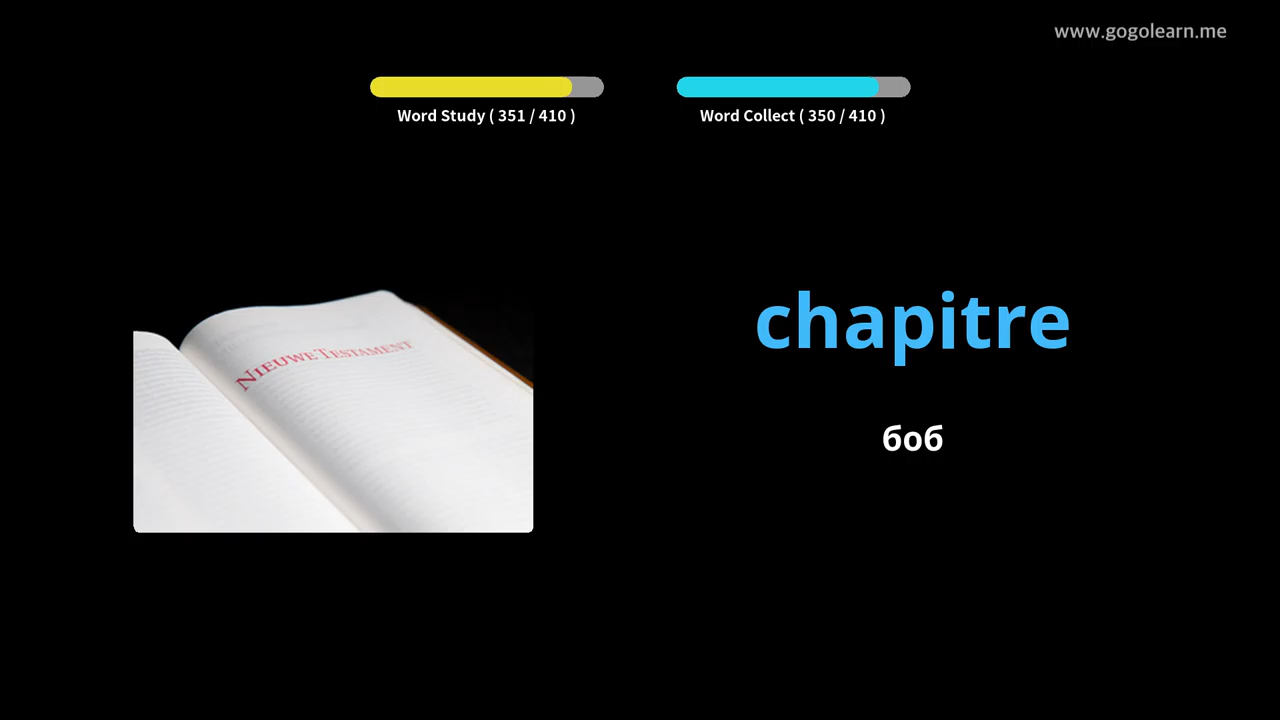 www.gogolearn.me
Word Study ( 351 / 410 )
Word Collect ( 350 / 410 )
NIEUWE TESTAMENT
chapitre
боб